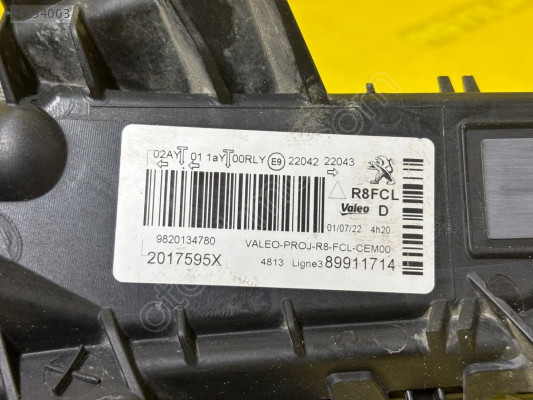 02AY 01 1aY 00RLY E9 22042 22043
R8FCL
Valeo D
01/07/22 4h20
9820134780 VALEO-PROJ-R8-FCL-CEM00
2017595X 4813 Ligne3 89911714